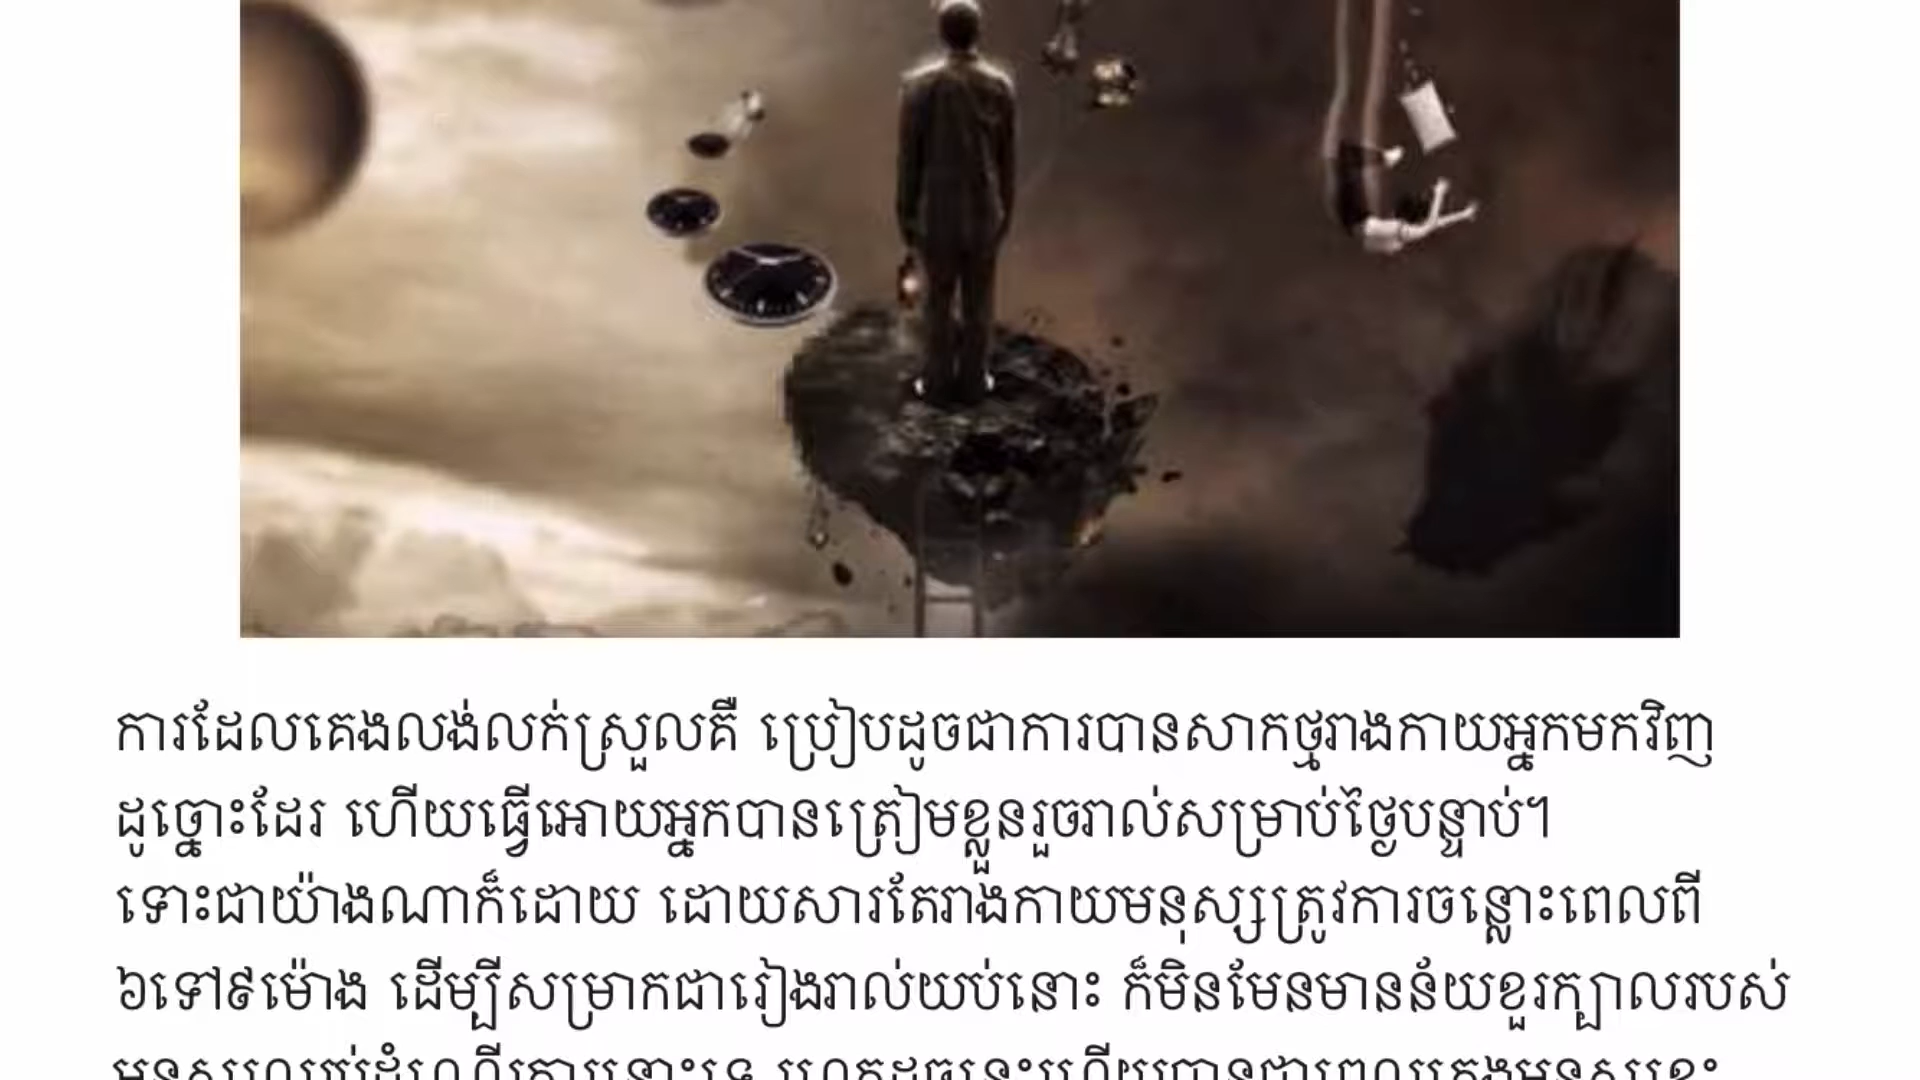 ការដែលគេងលង់លក់ស្រួលគឺ ប្រៀបដូចជាការបានសាកថ្មរាងកាយអ្នកមកវិញ
ដូច្នោះដែរ ហើយធ្វើអោយអ្នកបានត្រៀមខ្លួនរួចរាល់សម្រាប់ថ្ងៃបន្ទាប់។
ទោះជាយ៉ាងណាក៏ដោយ ដោយសារតែរាងកាយមនុស្សត្រូវការចន្លោះពេលពី
៦ទៅ៩ម៉ោង ដើម្បីសម្រាកជារៀងរាល់យប់នោះ ក៏មិនមែនមានន័យខួរក្បាលរបស់